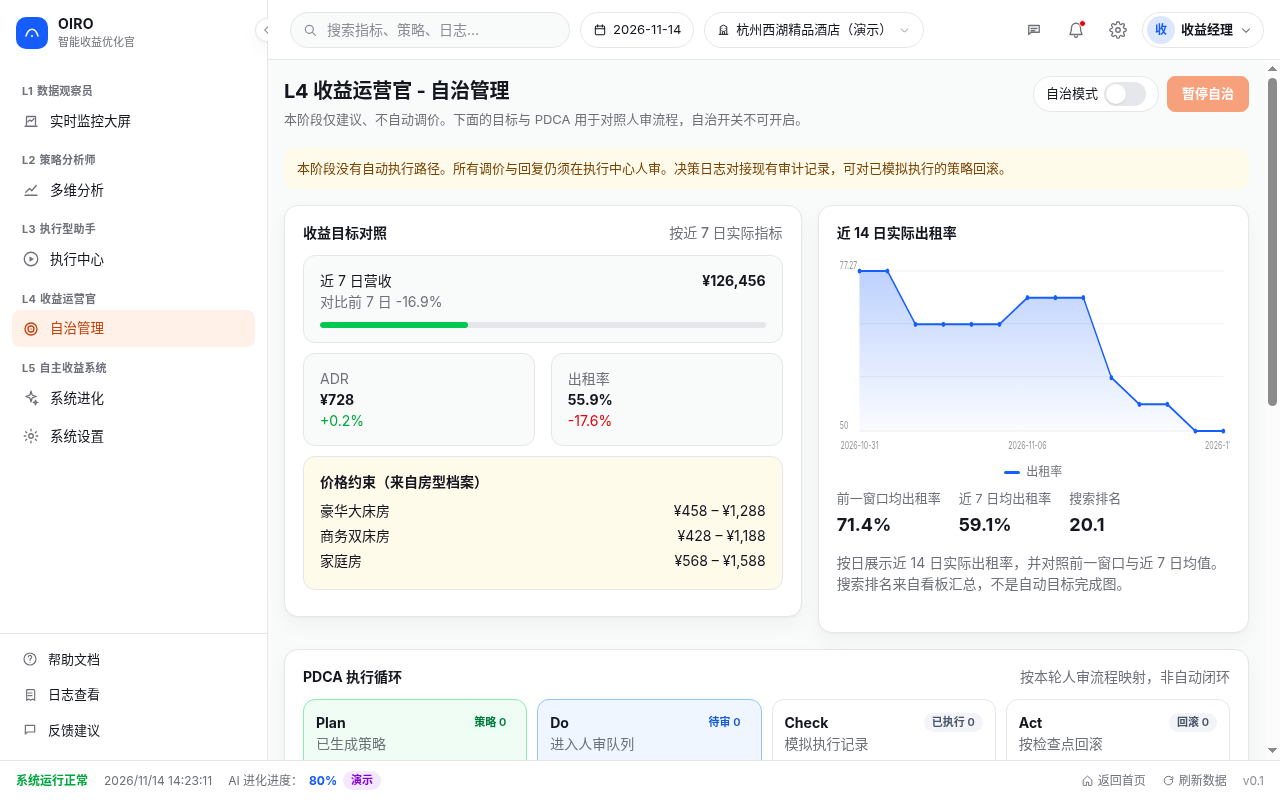 OIRO
智能收益优化官
搜索指标、策略、日志...
2026-11-14
杭州西湖精品酒店（演示）
收
收益经理
L1 数据观察员
实时监控大屏
L2 策略分析师
多维分析
L3 执行型助手
执行中心
L4 收益运营官
自治管理
L5 自主收益系统
系统进化
系统设置
帮助文档
日志查看
反馈建议
L4 收益运营官 - 自治管理
本阶段仅建议、不自动调价。下面的目标与 PDCA 用于对照人审流程，自治开关不可开启。
自治模式
暂停自治
本阶段没有自动执行路径。所有调价与回复仍须在执行中心人审。决策日志对接现有审计记录，可对已模拟执行的策略回滚。
收益目标对照
按近 7 日实际指标
近 7 日营收
¥126,456
对比前 7 日 -16.9%
ADR
¥728
+0.2%
出租率
55.9%
-17.6%
价格约束（来自房型档案）
豪华大床房
¥458 – ¥1,288
商务双床房
¥428 – ¥1,188
家庭房
¥568 – ¥1,588
近 14 日实际出租率
77.27
50
2026-10-31
2026-11-06
2026-1
出租率
前一窗口均出租率
71.4%
近 7 日均出租率
59.1%
搜索排名
20.1
按日展示近 14 日实际出租率，并对照前一窗口与近 7 日均值。
搜索排名来自看板汇总，不是自动目标完成图。
PDCA 执行循环
按本轮人审流程映射，非自动闭环
Plan
策略 0
已生成策略
Do
待审 0
进入人审队列
Check
已执行 0
模拟执行记录
Act
回滚 0
按检查点回滚
系统运行正常
2026/11/14 14:23:11
AI 进化进度：
80%
演示
返回首页
刷新数据
v0.1